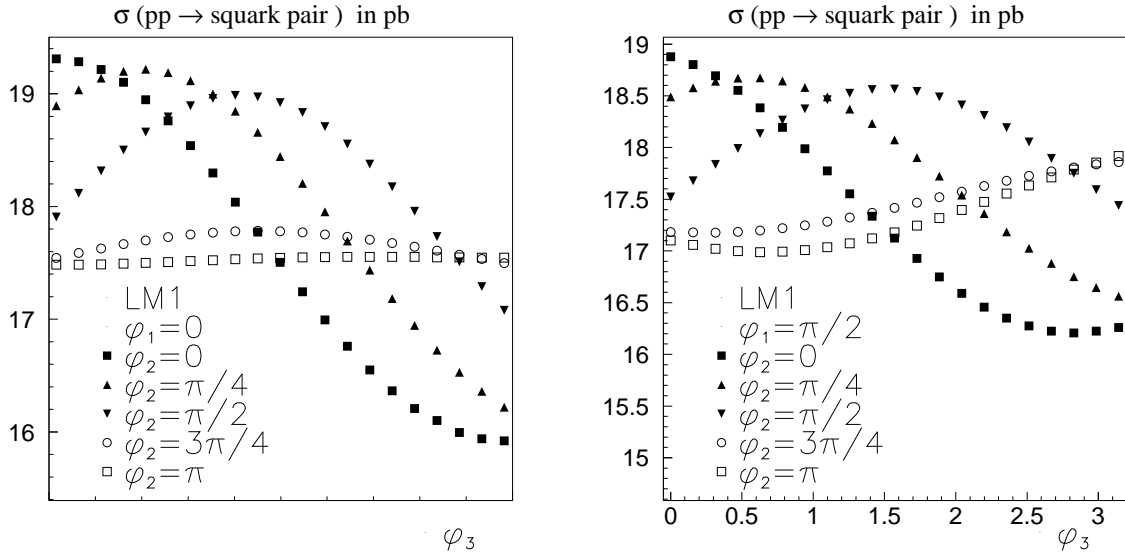 σ (pp → squark pair ) in pb
19
18
17
16
LM1
φ₁=0
φ₂=0
φ₂=π/4
φ₂=π/2
φ₂=3π/4
φ₂=π
φ₃
σ (pp → squark pair ) in pb
19
18.5
18
17.5
17
16.5
16
15.5
15
LM1
φ₁=π/2
φ₂=0
φ₂=π/4
φ₂=π/2
φ₂=3π/4
φ₂=π
0 0.5 1 1.5 2 2.5 3
φ₃